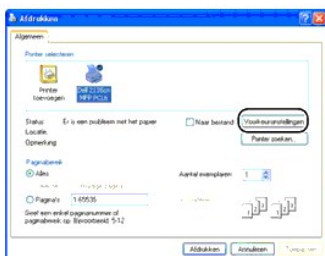 Afdrukken
Algemeen
Printer selecteren
Printer toevoegen
Dell 2335dn MFP PCL6
Status: Er is een probleem met het papier
Locatie:
Opmerking:
Naar bestand
Voorkeursinstellingen
Printer zoeken...
Paginabereik
Alles
Pagina's
1-65535
Geef een enkel paginanummer of paginabereik op. Bijvoorbeeld: 5-12
Aantal exemplaren: 1
Afdrukken
Annuleren